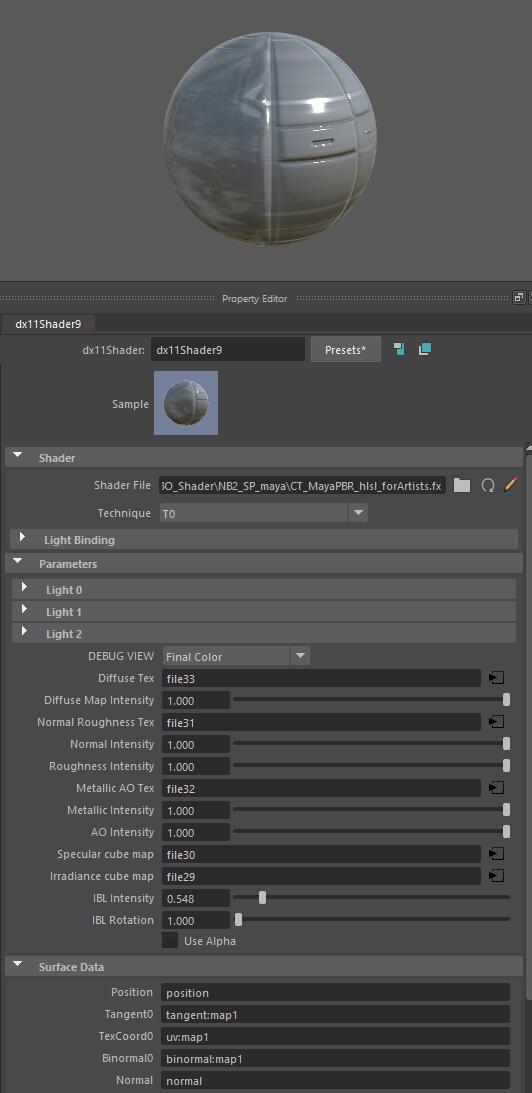 Property Editor
dx11Shader9
dx11Shader: dx11Shader9 Presets*
Sample
Shader
Shader File O_Shader\NB2_SP_maya\CT_MayaPBR_hlsl_forArtists.fx
Technique T0
Light Binding
Parameters
Light 0
Light 1
Light 2
DEBUG VIEW Final Color
Diffuse Tex file33
Diffuse Map Intensity 1.000
Normal Roughness Tex file31
Normal Intensity 1.000
Roughness Intensity 1.000
Metallic AO Tex file32
Metallic Intensity 1.000
AO Intensity 1.000
Specular cube map file30
Irradiance cube map file29
IBL Intensity 0.548
IBL Rotation 1.000
Use Alpha
Surface Data
Position position
Tangent0 tangent:map1
TexCoord0 uv:map1
Binormal0 binormal:map1
Normal normal